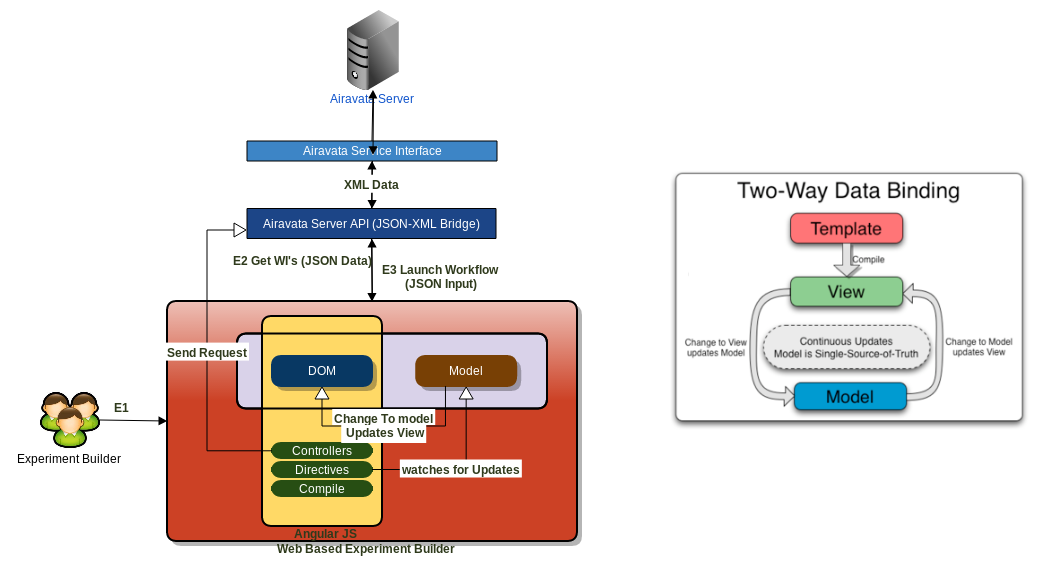 Airavata Server
Airavata Service Interface
XML Data
Airavata Server API (JSON-XML Bridge)
E2 Get WI's (JSON Data)
E3 Launch Workflow
(JSON Input)
Send Request
DOM
Model
E1
Change To model
Updates View
Experiment Builder
Controllers
Directives
watches for Updates
Compile
Angular JS
Web Based Experiment Builder
Two-Way Data Binding
Template
Compile
View
Change to View
updates Model
Continuous Updates
Model is Single-Source-of-Truth
Change to Model
updates View
Model